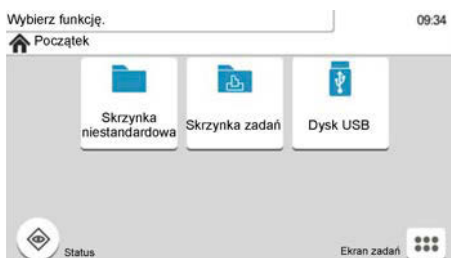 Wybierz funkcję.
09:34
Początek
Skrzynka
niestandardowa
Skrzynka zadań
Dysk USB
Status
Ekran zadań